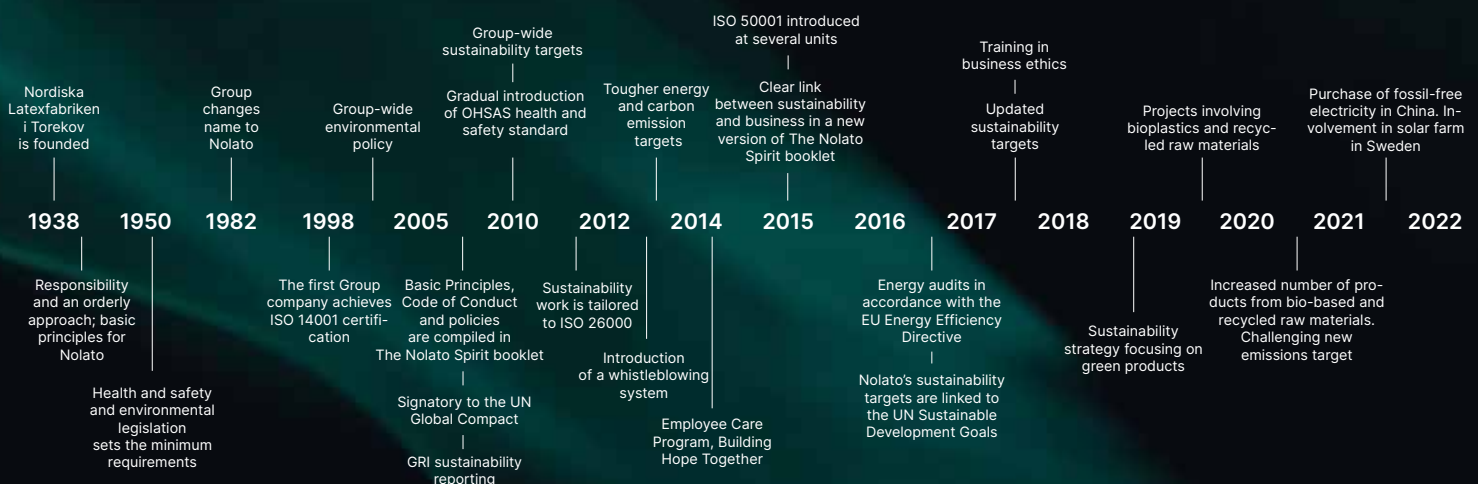 Nordiska
Latexfabriken
i Torekov
is founded
Group
changes
name to
Nolato
Group-wide
environmental
policy
Group-wide
sustainability targets
Gradual introduction
of OHSAS health and
safety standard
Tougher energy
and carbon
emission
targets
ISO 50001 introduced
at several units
Clear link
between sustainability
and business in a new
version of The Nolato
Spirit booklet
Training in
business ethics
Updated
sustainability
targets
Projects involving
bioplastics and recyc-
led raw materials
Purchase of fossil-free
electricity in China. In-
volvement in solar farm
in Sweden
1938 1950 1982 1998 2005 2010 2012 2014 2015 2016 2017 2018 2019 2020 2021 2022
Responsibility
and an orderly
approach; basic
principles for
Nolato
Health and safety
and environmental
legislation
sets the minimum
requirements
The first Group
company achieves
ISO 14001 certifi-
cation
Basic Principles,
Code of Conduct
and policies
are compiled in
The Nolato Spirit booklet
Signatory to the UN
Global Compact
GRI sustainability
reporting
Sustainability
work is tailored
to ISO 26000
Introduction
of a whistleblowing
system
Employee Care
Program, Building
Hope Together
Energy audits in
accordance with the
EU Energy Efficiency
Directive
Nolato’s sustainability
targets are linked to
the UN Sustainable
Development Goals
Sustainability
strategy focusing on
green products
Increased number of pro-
ducts from bio-based and
recycled raw materials.
Challenging new
emissions target